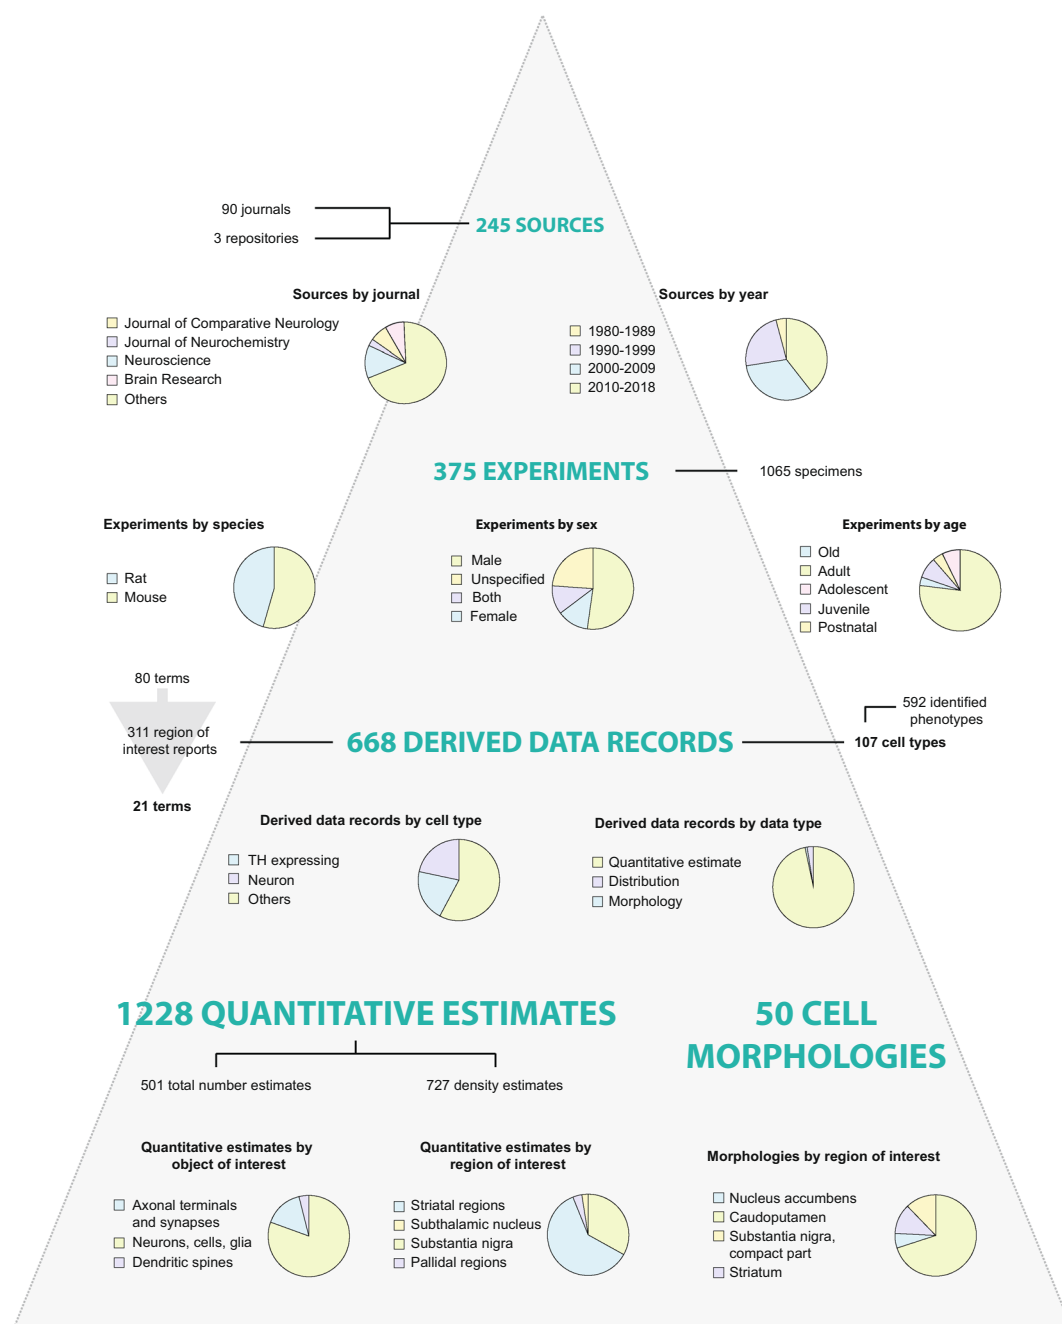 90 journals
3 repositories
245 SOURCES
Sources by journal
Journal of Comparative Neurology
Journal of Neurochemistry
Neuroscience
Brain Research
Others
Sources by year
1980-1989
1990-1999
2000-2009
2010-2018
375 EXPERIMENTS
1065 specimens
Experiments by species
Rat
Mouse
Experiments by sex
Male
Unspecified
Both
Female
Experiments by age
Old
Adult
Adolescent
Juvenile
Postnatal
80 terms
311 region of
interest reports
21 terms
668 DERIVED DATA RECORDS
592 identified
phenotypes
107 cell types
Derived data records by cell type
TH expressing
Neuron
Others
Derived data records by data type
Quantitative estimate
Distribution
Morphology
1228 QUANTITATIVE ESTIMATES
501 total number estimates
727 density estimates
50 CELL
MORPHOLOGIES
Quantitative estimates by
object of interest
Axonal terminals
and synapses
Neurons, cells, glia
Dendritic spines
Quantitative estimates by
region of interest
Striatal regions
Subthalamic nucleus
Substantia nigra
Pallidal regions
Morphologies by region of interest
Nucleus accumbens
Caudoputamen
Substantia nigra,
compact part
Striatum